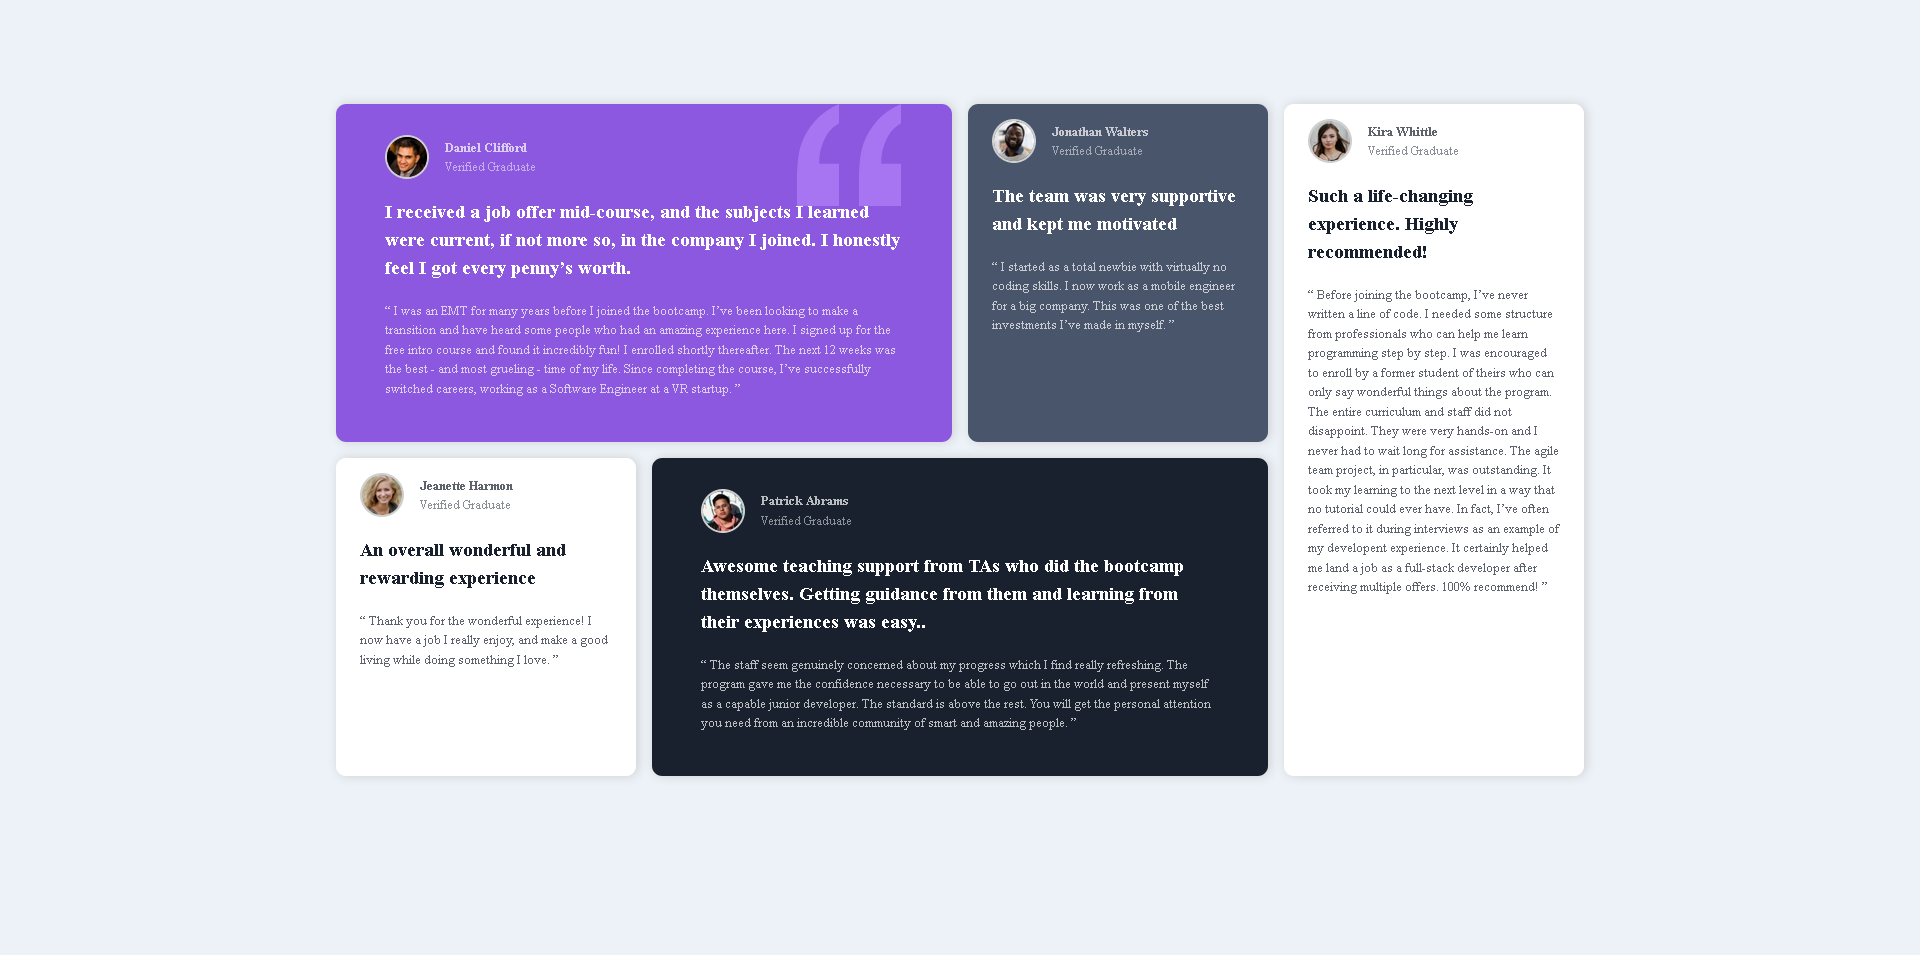 Daniel Clifford
Verified Graduate
I received a job offer mid-course, and the subjects I learned
were current, if not more so, in the company I joined. I honestly
feel I got every penny’s worth.
“ I was an EMT for many years before I joined the bootcamp. I’ve been looking to make a
transition and have heard some people who had an amazing experience here. I signed up for the
free intro course and found it incredibly fun! I enrolled shortly thereafter. The next 12 weeks was
the best - and most grueling - time of my life. Since completing the course, I’ve successfully
switched careers, working as a Software Engineer at a VR startup. ”
Jonathan Walters
Verified Graduate
The team was very supportive
and kept me motivated
“ I started as a total newbie with virtually no
coding skills. I now work as a mobile engineer
for a big company. This was one of the best
investments I’ve made in myself. ”
Kira Whittle
Verified Graduate
Such a life-changing
experience. Highly
recommended!
“ Before joining the bootcamp, I’ve never
written a line of code. I needed some structure
from professionals who can help me learn
programming step by step. I was encouraged
to enroll by a former student of theirs who can
only say wonderful things about the program.
The entire curriculum and staff did not
disappoint. They were very hands-on and I
never had to wait long for assistance. The agile
team project, in particular, was outstanding. It
took my learning to the next level in a way that
no tutorial could ever have. In fact, I’ve often
referred to it during interviews as an example of
my developent experience. It certainly helped
me land a job as a full-stack developer after
receiving multiple offers. 100% recommend! ”
Jeanette Harmon
Verified Graduate
An overall wonderful and
rewarding experience
“ Thank you for the wonderful experience! I
now have a job I really enjoy, and make a good
living while doing something I love. ”
Patrick Abrams
Verified Graduate
Awesome teaching support from TAs who did the bootcamp
themselves. Getting guidance from them and learning from
their experiences was easy..
“ The staff seem genuinely concerned about my progress which I find really refreshing. The
program gave me the confidence necessary to be able to go out in the world and present myself
as a capable junior developer. The standard is above the rest. You will get the personal attention
you need from an incredible community of smart and amazing people. ”